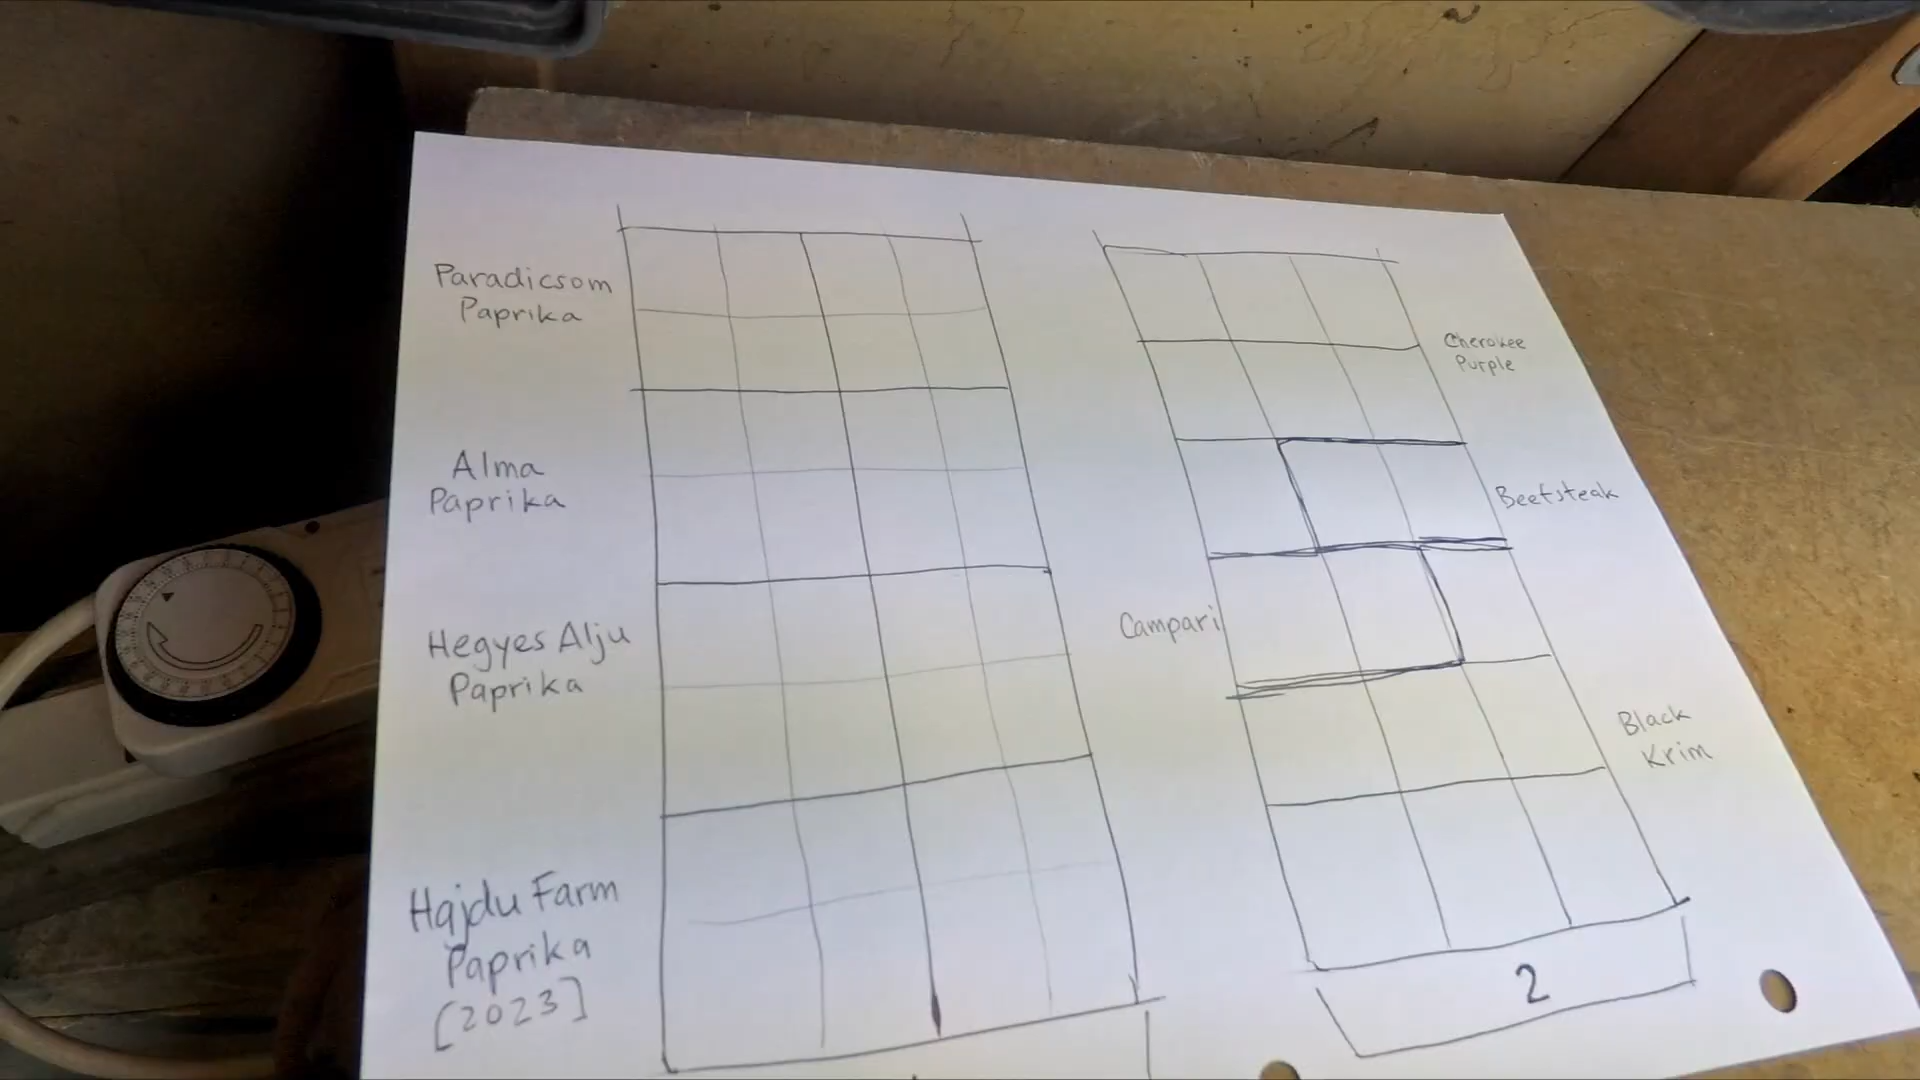 Paradicsom
Paprika
Alma
Paprika
Hegyes Alju
Paprika
Hajdu Farm
Paprika
[2023]
Cherokee
Purple
Beefsteak
Campari
Black
Krim
2